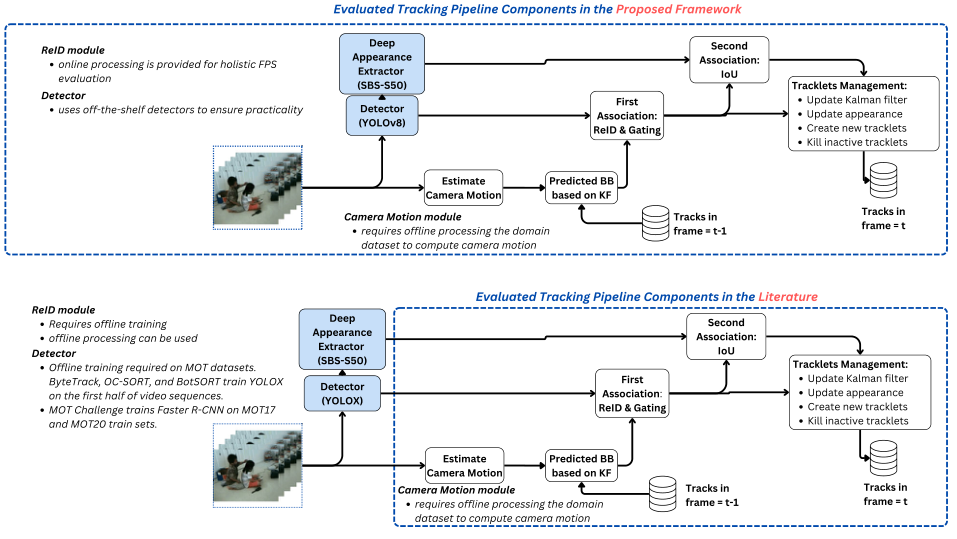 Evaluated Tracking Pipeline Components in the Proposed Framework
ReID module
• online processing is provided for holistic FPS
evaluation
Detector
• uses off-the-shelf detectors to ensure practicality
Deep
Appearance
Extractor
(SBS-S50)
Detector
(YOLOv8)
Second
Association:
IoU
First
Association:
ReID & Gating
Tracklets Management:
• Update Kalman filter
• Update appearance
• Create new tracklets
• Kill inactive tracklets
Estimate
Camera Motion
Predicted BB
based on KF
Camera Motion module
• requires offline processing the domain
dataset to compute camera motion
Tracks in
frame = t-1
Tracks in
frame = t
Evaluated Tracking Pipeline Components in the Literature
ReID module
• Requires offline training
• offline processing can be used
Detector
• Offline training required on MOT datasets.
ByteTrack, OC-SORT, and BotSORT train YOLOX
on the first half of video sequences.
• MOT Challenge trains Faster R-CNN on MOT17
and MOT20 train sets.
Deep
Appearance
Extractor
(SBS-S50)
Detector
(YOLOX)
Second
Association:
IoU
First
Association:
ReID & Gating
Tracklets Management:
• Update Kalman filter
• Update appearance
• Create new tracklets
• Kill inactive tracklets
Estimate
Camera Motion
Predicted BB
based on KF
Camera Motion module
• requires offline processing the domain
dataset to compute camera motion
Tracks in
frame = t-1
Tracks in
frame = t